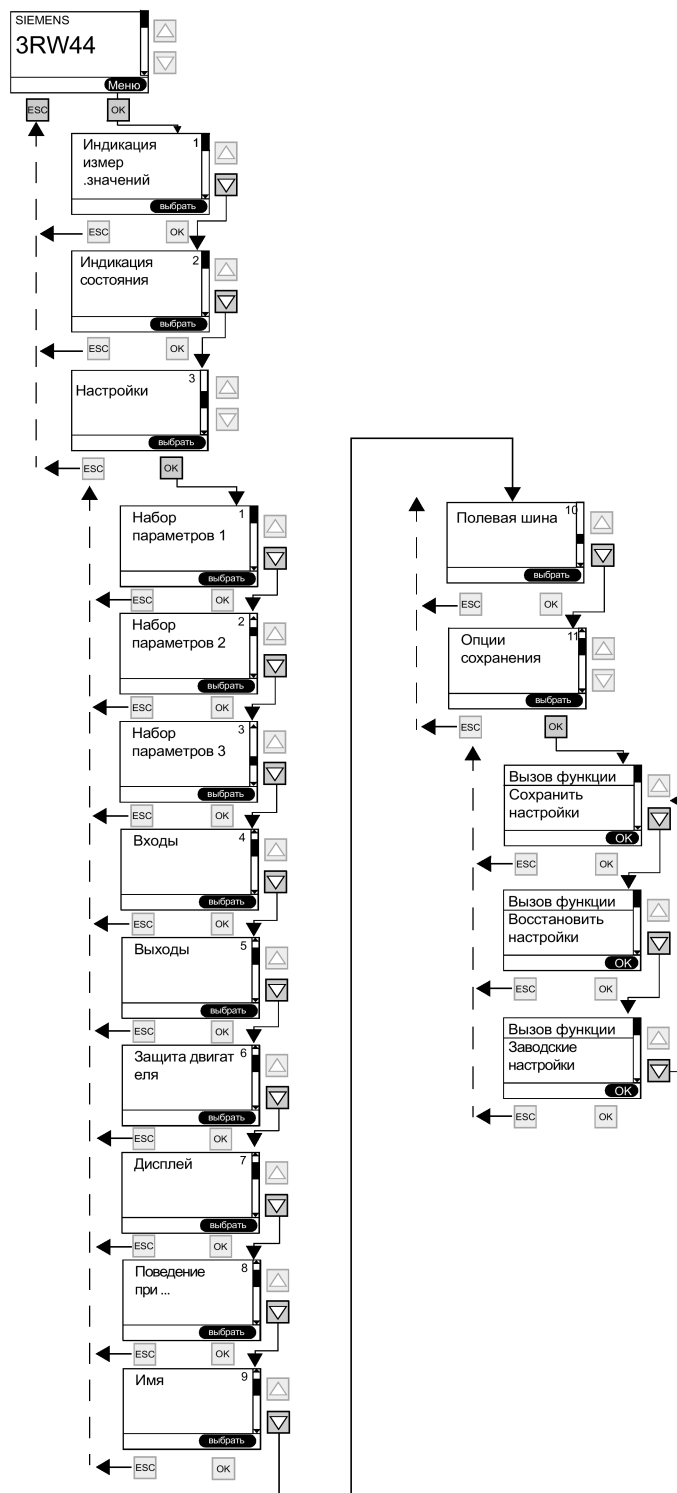 SIEMENS
3RW44
Меню
ESC
OK
Индикация
измер
.значений
1
выбрать
ESC
OK
Индикация
состояния
2
выбрать
ESC
OK
Настройки
3
выбрать
ESC
OK
Набор
параметров 1
1
выбрать
ESC
OK
Набор
параметров 2
2
выбрать
ESC
OK
Набор
параметров 3
3
выбрать
ESC
OK
Входы
4
выбрать
ESC
OK
Выходы
5
выбрать
ESC
OK
Защита двигат
еля
6
выбрать
ESC
OK
Дисплей
7
выбрать
ESC
OK
Поведение
при ...
8
выбрать
ESC
OK
Имя
9
выбрать
ESC
OK
Полевая шина
10
выбрать
ESC
OK
Опции
сохранения
11
выбрать
ESC
OK
Вызов функции
Сохранить
настройки
OK
ESC
OK
Вызов функции
Восстановить
настройки
OK
ESC
OK
Вызов функции
Заводские
настройки
OK
ESC
OK